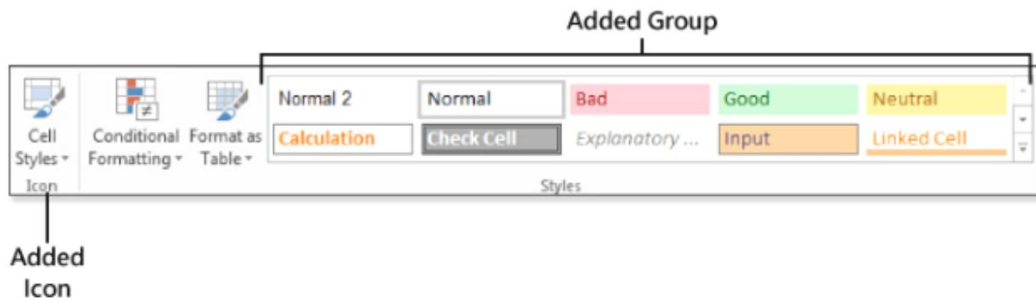 Added Group
Normal 2 Normal Bad Good Neutral
Cell Styles Conditional Formatting Format as Table Calculation Check Cell Explanatory ... Input Linked Cell
Icon Styles
Added
Icon